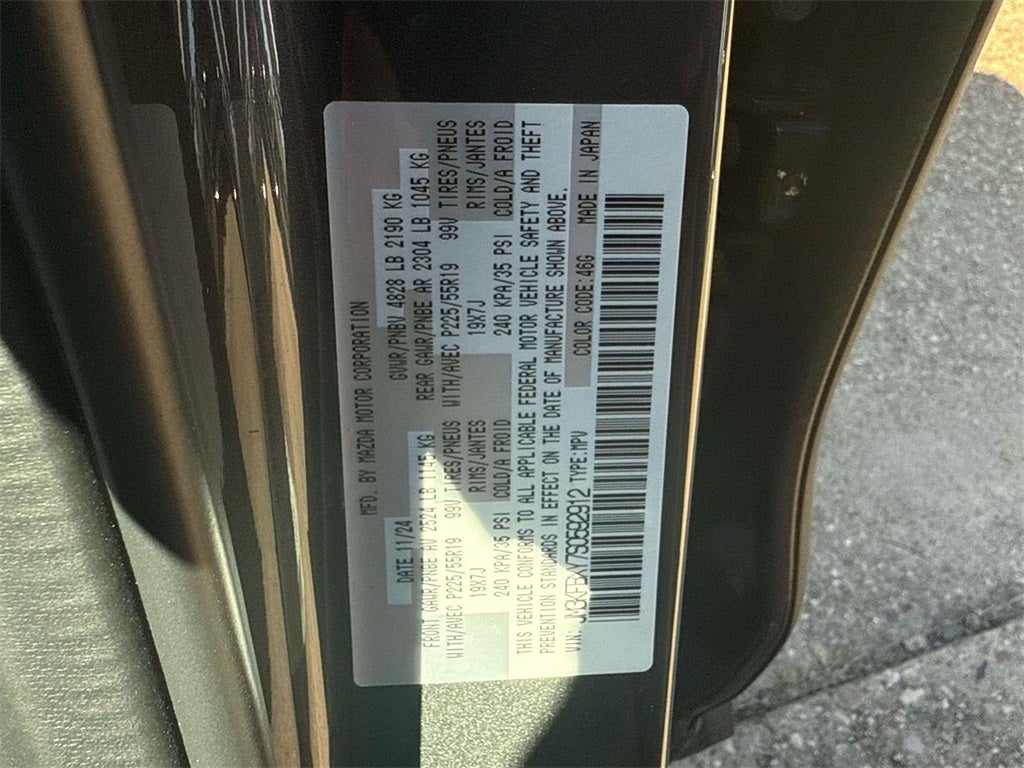 MFD. BY MAZDA MOTOR CORPORATION
DATE 11/24 GVWR/PNBV 4828 LB 2190 KG
FRONT GAWR/PNBE AV 2524 LB 1145 KG REAR GAWR/PNBE AR 2304 LB 1045 KG
WITH/AVEC P225/55R19 99V TIRES/PNEUS WITH/AVEC P225/55R19 99V TIRES/PNEUS
19X7J RIMS/JANTES 19X7J RIMS/JANTES
240 KPA/35 PSI COLD/A FROID 240 KPA/35 PSI COLD/A FROID
THIS VEHICLE CONFORMS TO ALL APPLICABLE FEDERAL MOTOR VEHICLE SAFETY AND THEFT
PREVENTION STANDARDS IN EFFECT ON THE DATE OF MANUFACTURE SHOWN ABOVE.
VIN: JM3KFBXY7S0592912 TYPE:MPV COLOR CODE:46G MADE IN JAPAN